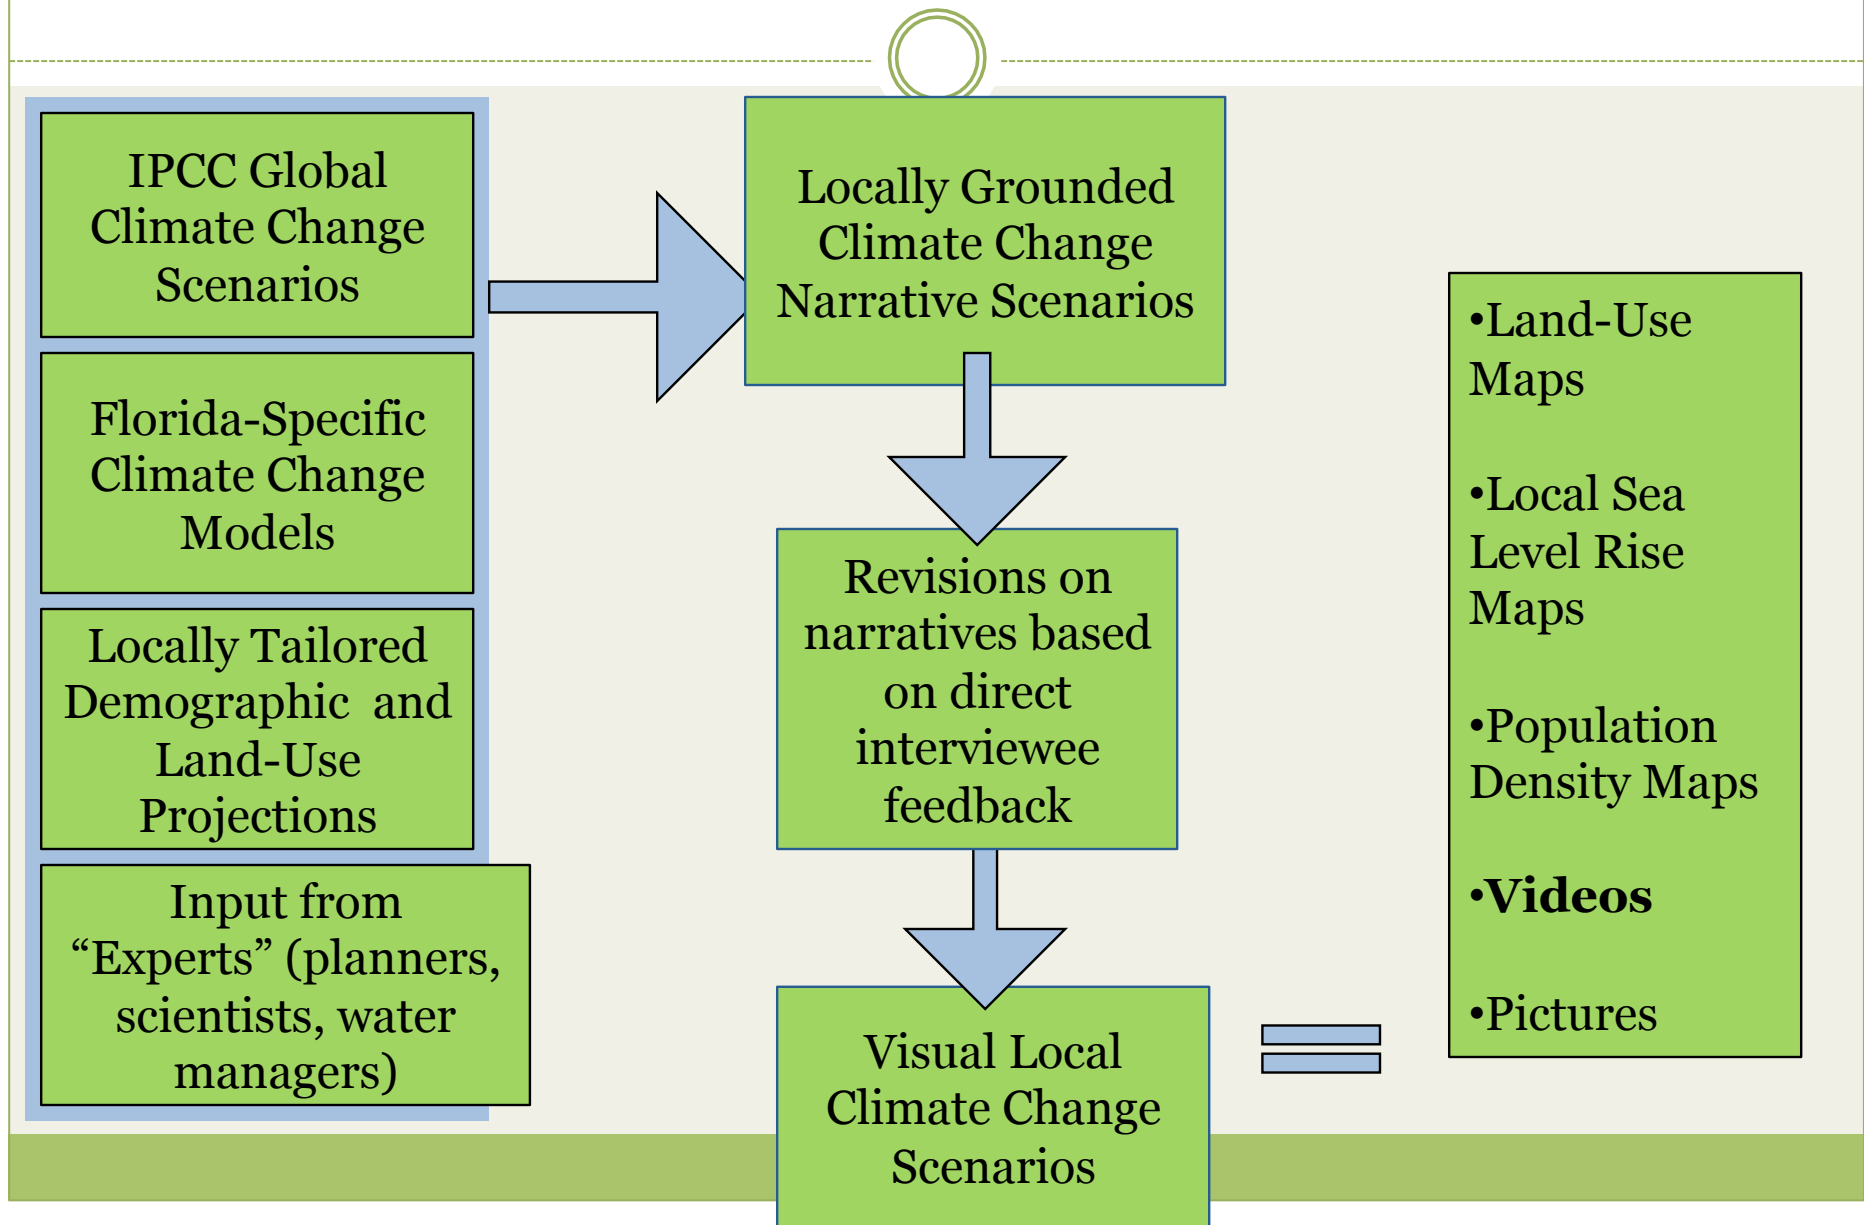 IPCC Global
Climate Change
Scenarios
Florida-Specific
Climate Change
Models
Locally Tailored
Demographic and
Land-Use
Projections
Input from
“Experts” (planners,
scientists, water
managers)
Locally Grounded
Climate Change
Narrative Scenarios
Revisions on
narratives based
on direct
interviewee
feedback
Visual Local
Climate Change
Scenarios
•Land-Use
Maps
•Local Sea
Level Rise
Maps
•Population
Density Maps
•Videos
•Pictures